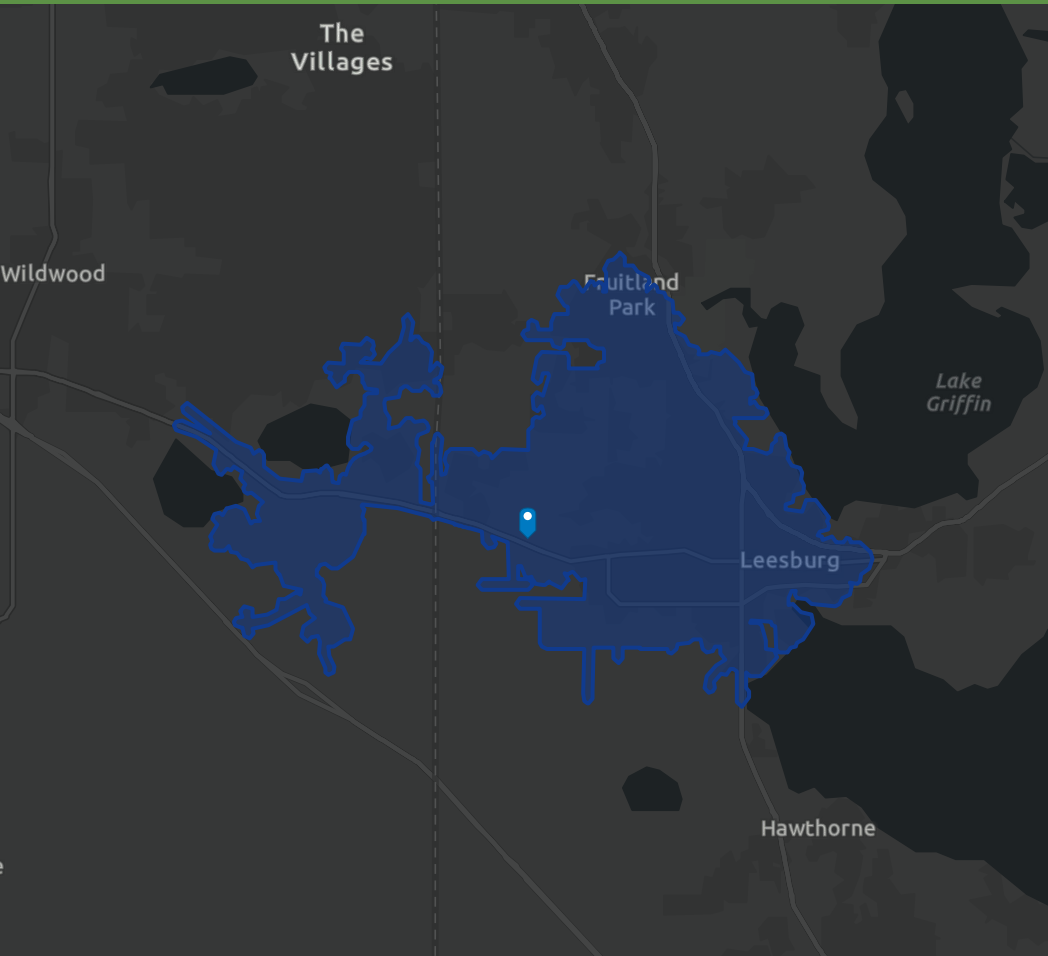 The
Villages
Wildwood
Fruitland
Park
Lake
Griffin
Leesburg
Hawthorne
e